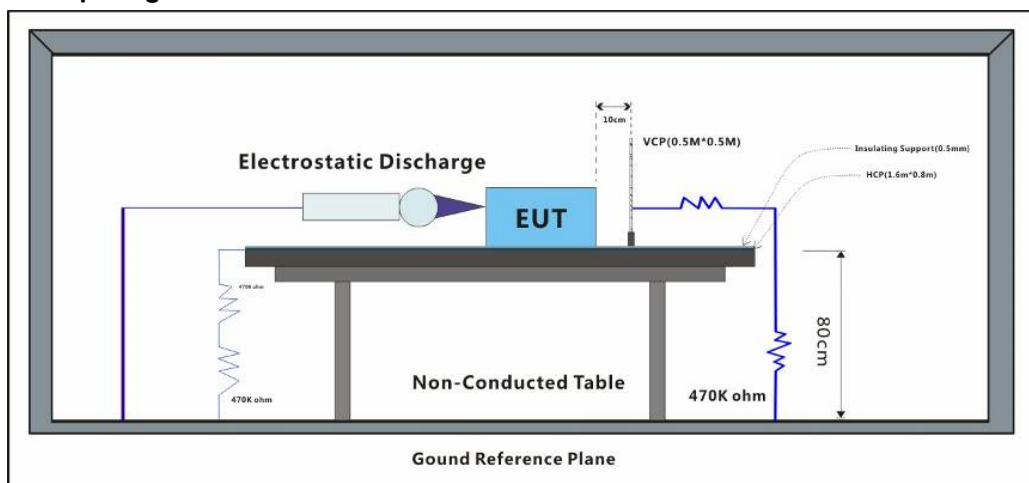 10cm
VCP(0.5M*0.5M)
Insulating Support(0.5mm)
Electrostatic Discharge
HCP(1.6m*0.8m)
EUT
470K ohm
80cm
Non-Conducted Table
470K ohm
470K ohm
Gound Reference Plane